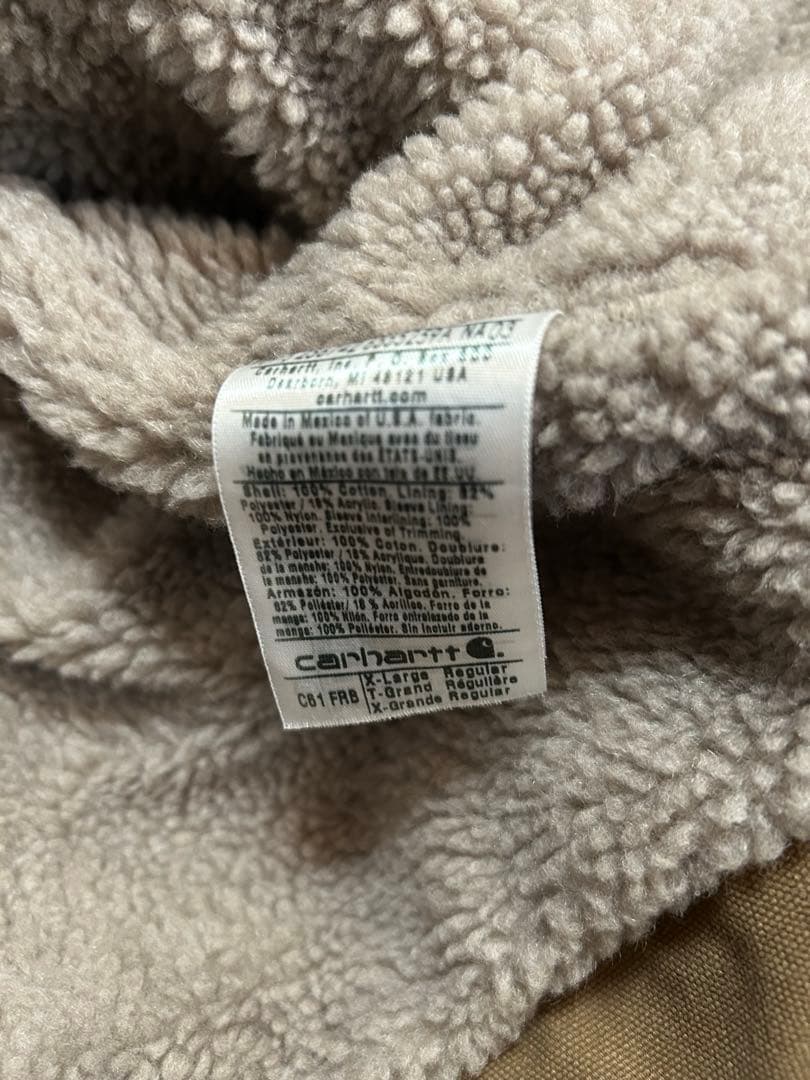 NA 03
Carhartt, Inc. P. O. Box
Dearborn, MI 48121 USA
carhartt.com
Made in Mexico of U.S.A. fabric
Fabriqué au Mexique avec du tissu
en provenance des ÉTATS-UNIS.
Hecho en México con tela de EE UU
Shell: 100% Cotton. Lining: 82%
Polyester / 18% Acrylic. Sleeve Lining:
100% Nylon. Sleeve Interlining: 100%
Polyester. Exclusive of Trimming.
Extérieur: 100% Coton. Doublure:
82% Polyester / 18% Acrylique. Doublure
de la manche: 100% Nylon. Entredoublure de
la manche: 100% Polyester. Sans garniture.
Armazón: 100% Algodón. Forro:
82% Poliéster / 18 % Acrílico. Forro de la
manga: 100% Nilón. Forro entrelazado de la
manga: 100% Poliéster. Sin incluir adorno.
carhartt
C61 FRB
X-Large Regular
T-Grand Régulière
X-Grande Regular